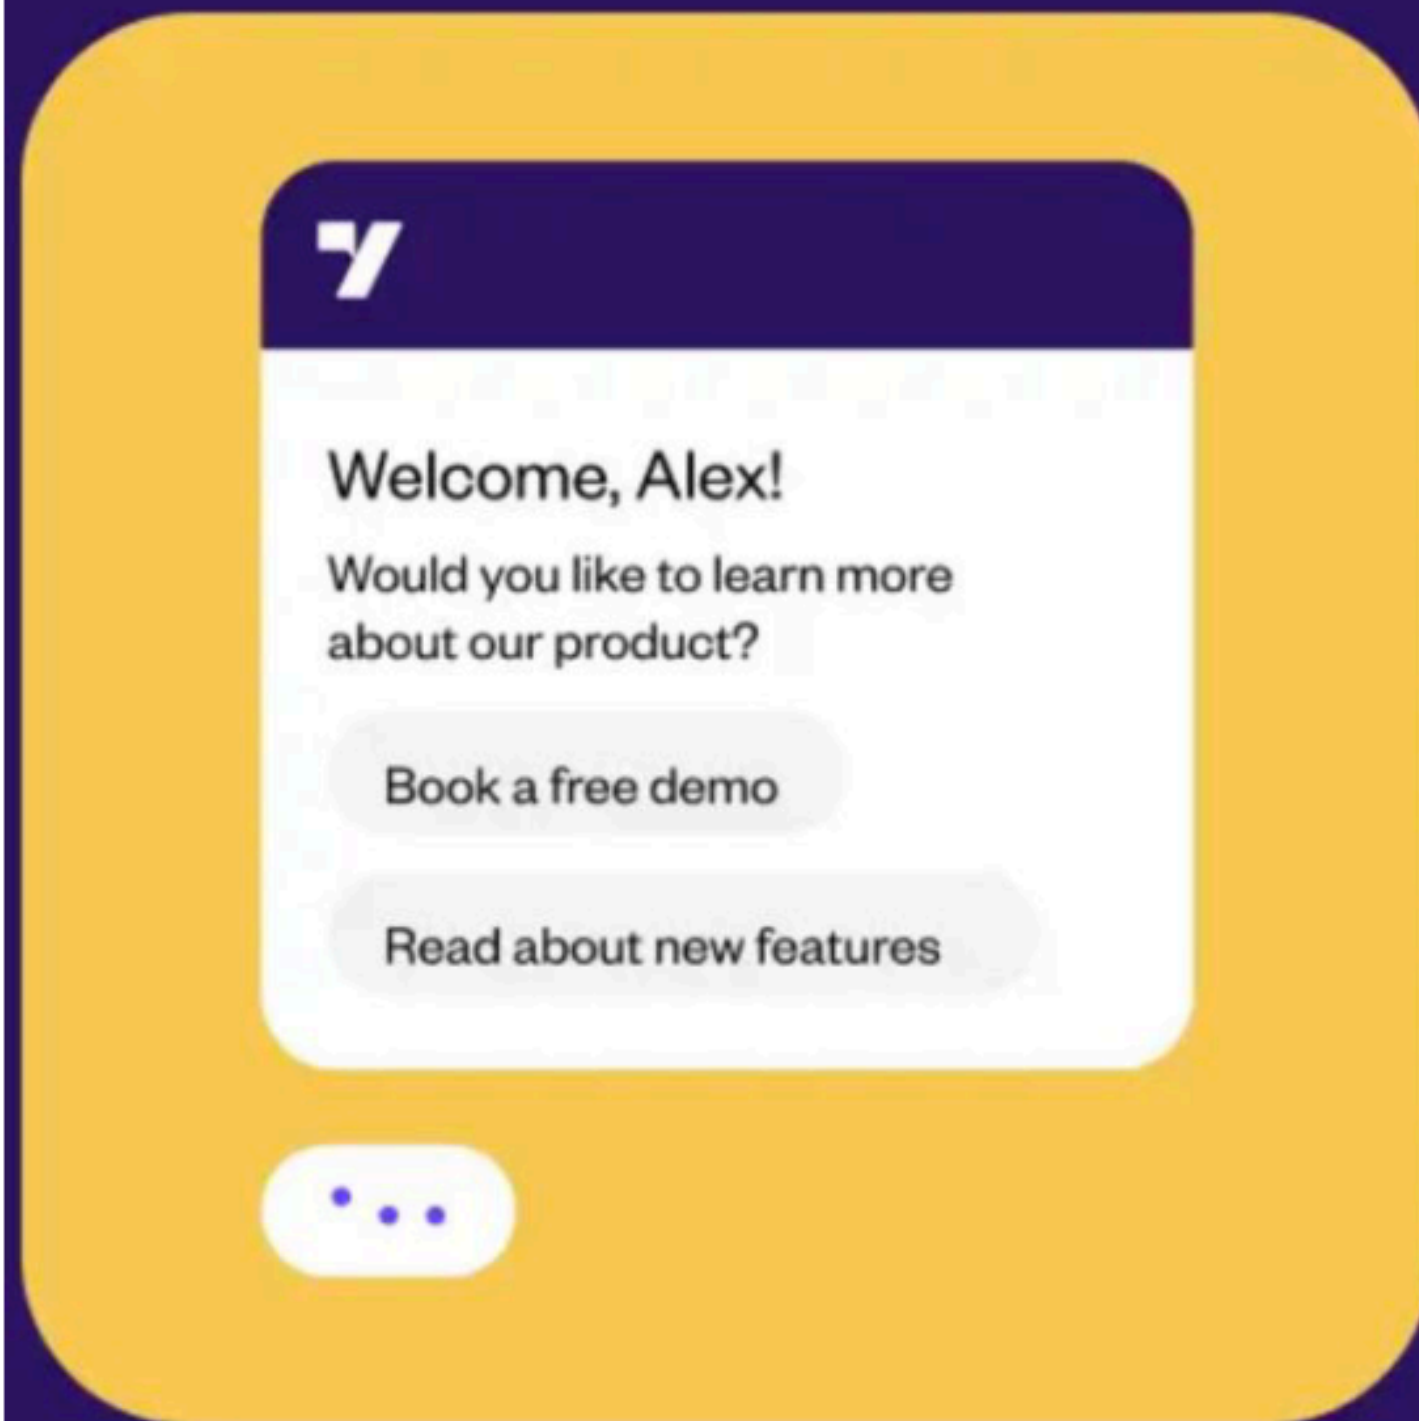 Welcome, Alex!
Would you like to learn more
about our product?
Book a free demo
Read about new features